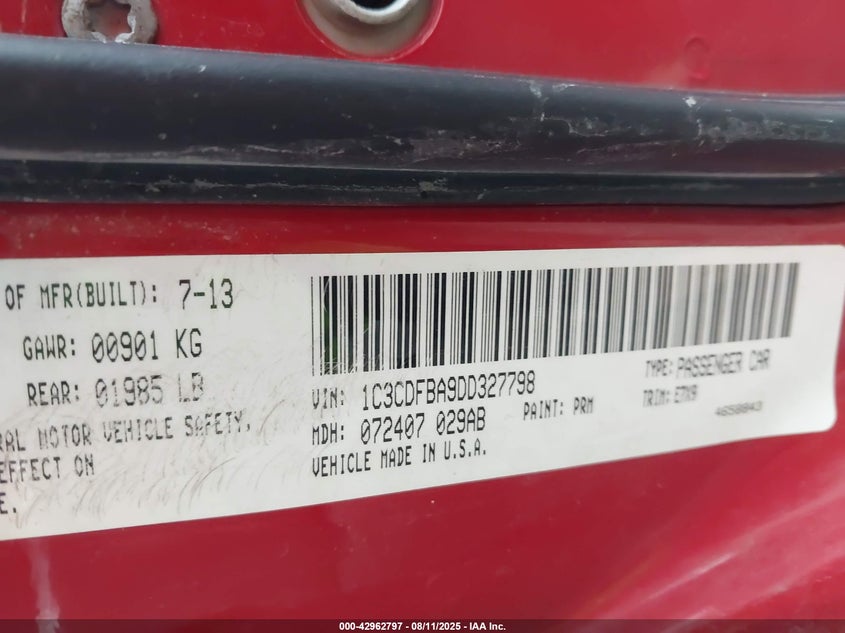 OF MFR(BUILT): 7-13
GAWR: 00901 KG
REAR: 01985 LB
RAL MOTOR VEHICLE SAFETY,
EFFECT ON
E.
VIN: 1C3CDFBA9DD327798
TYPE: PASSENGER CAR
MDH: 072407 029AB
PAINT: PRM
TRIM: E7X9
4658843
VEHICLE MADE IN U.S.A.
000-42962797 - 08/11/2025 - IAA Inc.